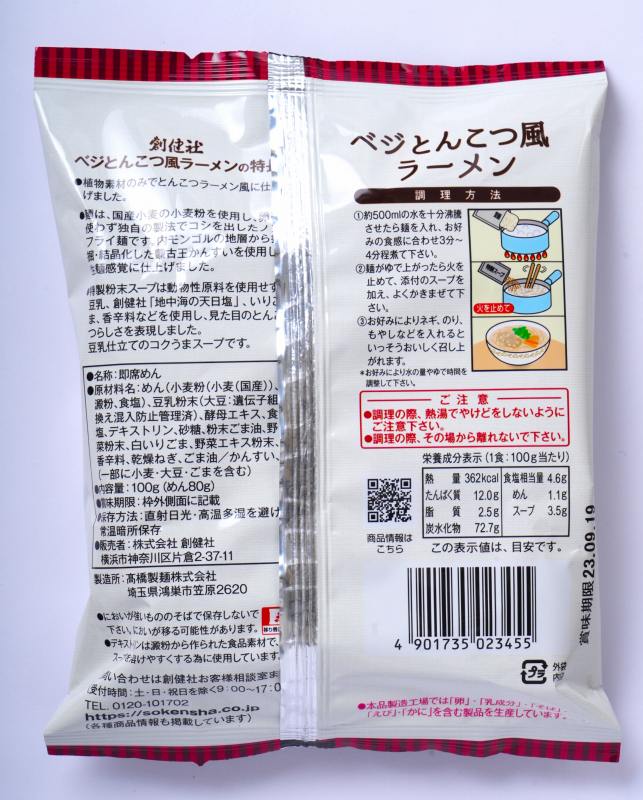 創健社
ベジとんこつ風ラーメンの特
●植物素材のみでとんこつラーメン風に仕
げました。
は、国産小麦の小麦粉を使用し、
使わず独自の製法でコシを出した
フライ麺です。内モンゴルの地層から
・結晶化した蒙古王かんすいを使用し
麺感覚に仕上げました。
製粉末スープは動物性原料を使用せず
豆乳、創健社「地中海の天日塩」、いりご
ま、香辛料などを使用し、見た目のとん
つらしさを表現しました。
豆乳仕立てのコクうまスープです。
●名称:即席めん
●原材料名:めん(小麦粉(小麦(国産))、
澱粉、食塩)、豆乳粉末(大豆:遺伝子組
換え混入防止管理済)、酵母エキス、食
塩、デキストリン、砂糖、粉末ごま油、野
菜粉末、白いりごま、野菜エキス粉末、
香辛料、乾燥ねぎ、ごま油/かんすい、
(一部に小麦・大豆・ごまを含む)
●内容量:100g(めん80g)
賞味期限:枠外側面に記載
保存方法:直射日光・高温多湿を避け
常温暗所保存
●販売者:株式会社 創健社
横浜市神奈川区片倉2-37-11
製造所:髙橋製麺株式会社
埼玉県鴻巣市笠原2620
●においが強いもののそばで保存しないで
下さい。においが移る可能性があります。
●デキストリンは澱粉から作られた食品素材で、
スープを溶けやすくする為に使用しています
問い合わせは創健社お客様相談室ま
受付時間:土・日・祝日を除く9:00〜17:0
TEL. 0120-101702
https://sokensha.co.jp
(各種商品情報も掲載しています)
ベジとんこつ風
ラーメン
調理方法
①約500mlの水を十分沸騰
させたら麺を入れ、お好
みの食感に合わせ3分〜
4分程煮て下さい。
②麺がゆで上がったら火を
止めて、添付のスープを
加え、よくかきまぜて下
さい。
火を止めて
③お好みによりネギ、のり、
もやしなどを入れると
いっそうおいしく召し上
がれます。
*お好みにより水の量やゆで時間を
調整して下さい。
ご注意
●調理の際、熱湯でやけどをしないように
ご注意下さい。
●調理の際、その場から離れないで下さい。
栄養成分表示(1食:100g当たり)
熱量 362kcal 食塩相当量 4.6g
たんぱく質 12.0g めん 1.1g
脂質 2.5g スープ 3.5g
炭水化物 72.7g
この表示値は、目安です。
商品情報は
こちら
賞味期限 23.09.19
4 901735 023455
プラ
外袋
●本品製造工場では「卵」・「乳成分」・「そば」・
「えび」・「かに」を含む製品を生産しています。